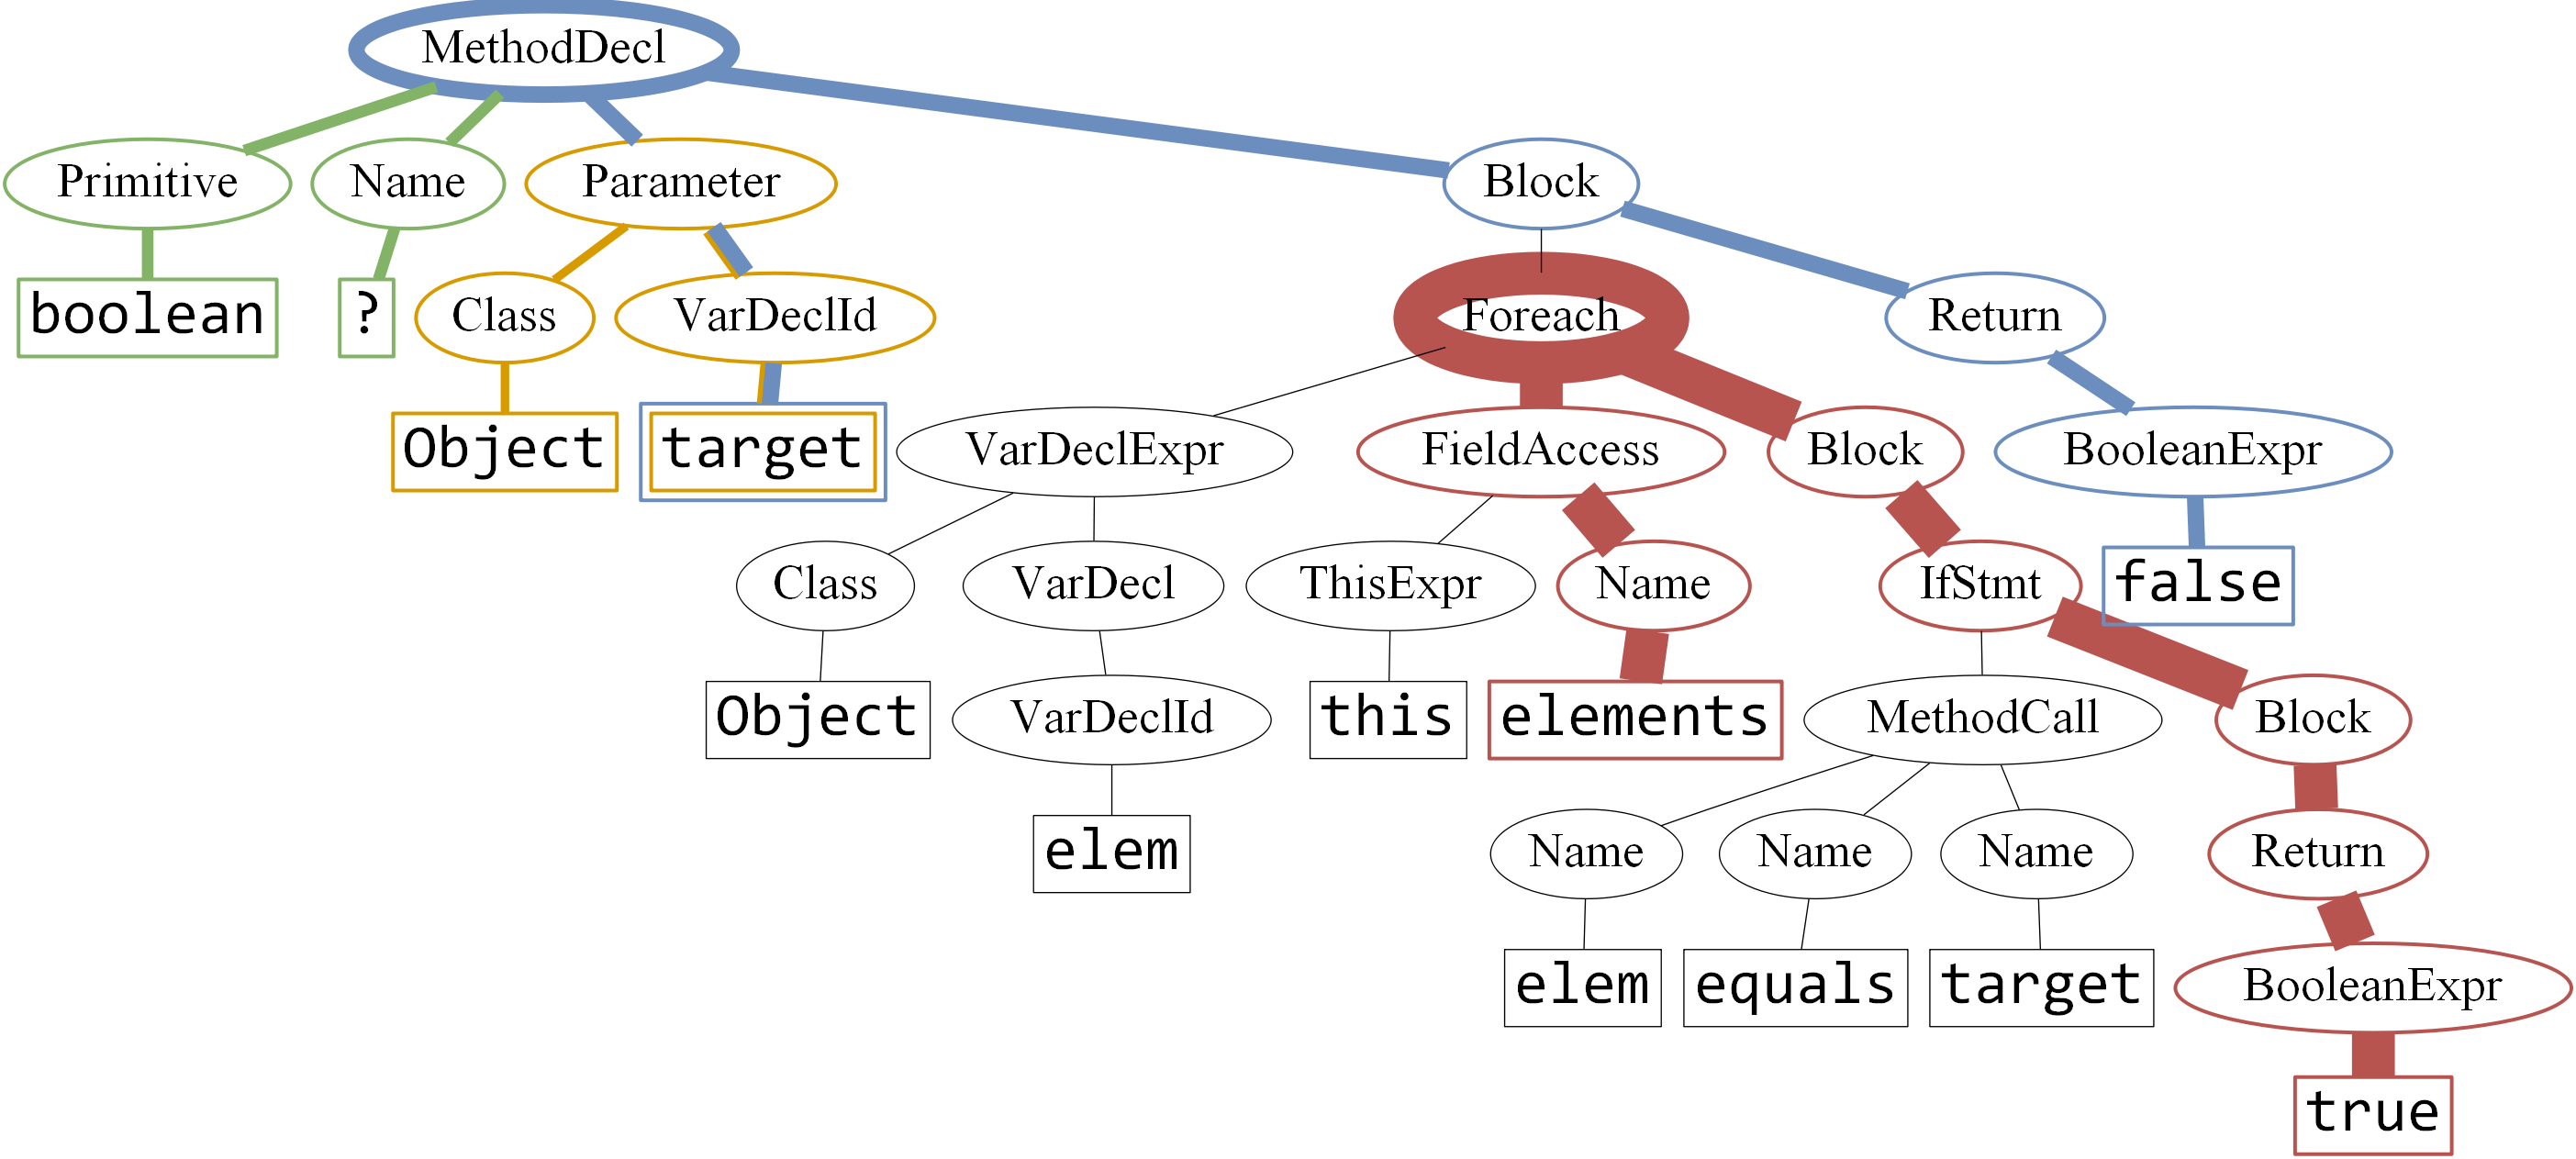 MethodDecl
Primitive Name Parameter Block
boolean ? Class VarDeclId Foreach Return
Object target VarDeclExpr FieldAccess Block BooleanExpr
Class VarDecl ThisExpr Name IfStmt false
Object VarDeclId this elements MethodCall Block
elem Name Name Name Return
elem equals target BooleanExpr
true